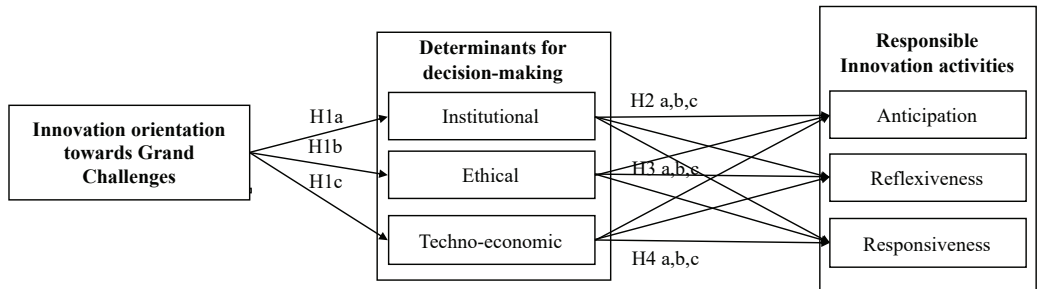 Innovation orientation
towards Grand
Challenges
H1a
H1b
H1c
Determinants for
decision-making
Institutional
Ethical
Techno-economic
H2 a,b,c
H3 a,b,c
H4 a,b,c
Responsible
Innovation activities
Anticipation
Reflexiveness
Responsiveness